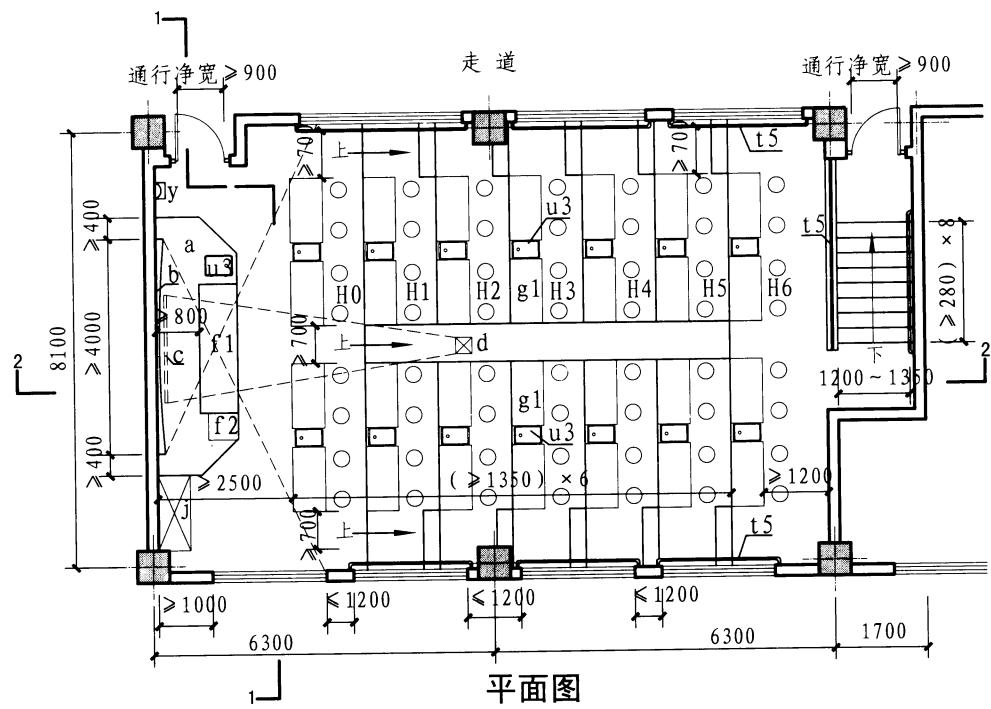 1
走 道
通行净宽≥900
通行净宽≥900
≥700
上
≥700
t5
y
u3
t5
≥400
a
u3
b
(≥280)×8
H0
H1
H2
g1
H3
H4
H5
H6
≥800
8100
≥4000
f1
≥700
上
d
下
2
c
2
1200~1350
g1
f2
u3
≥400
≥2500
(≥1350)×6
≥1200
j
≥700
上
t5
≥1000
≤1200
≤1200
≤1200
6300
6300
1700
1
平面图